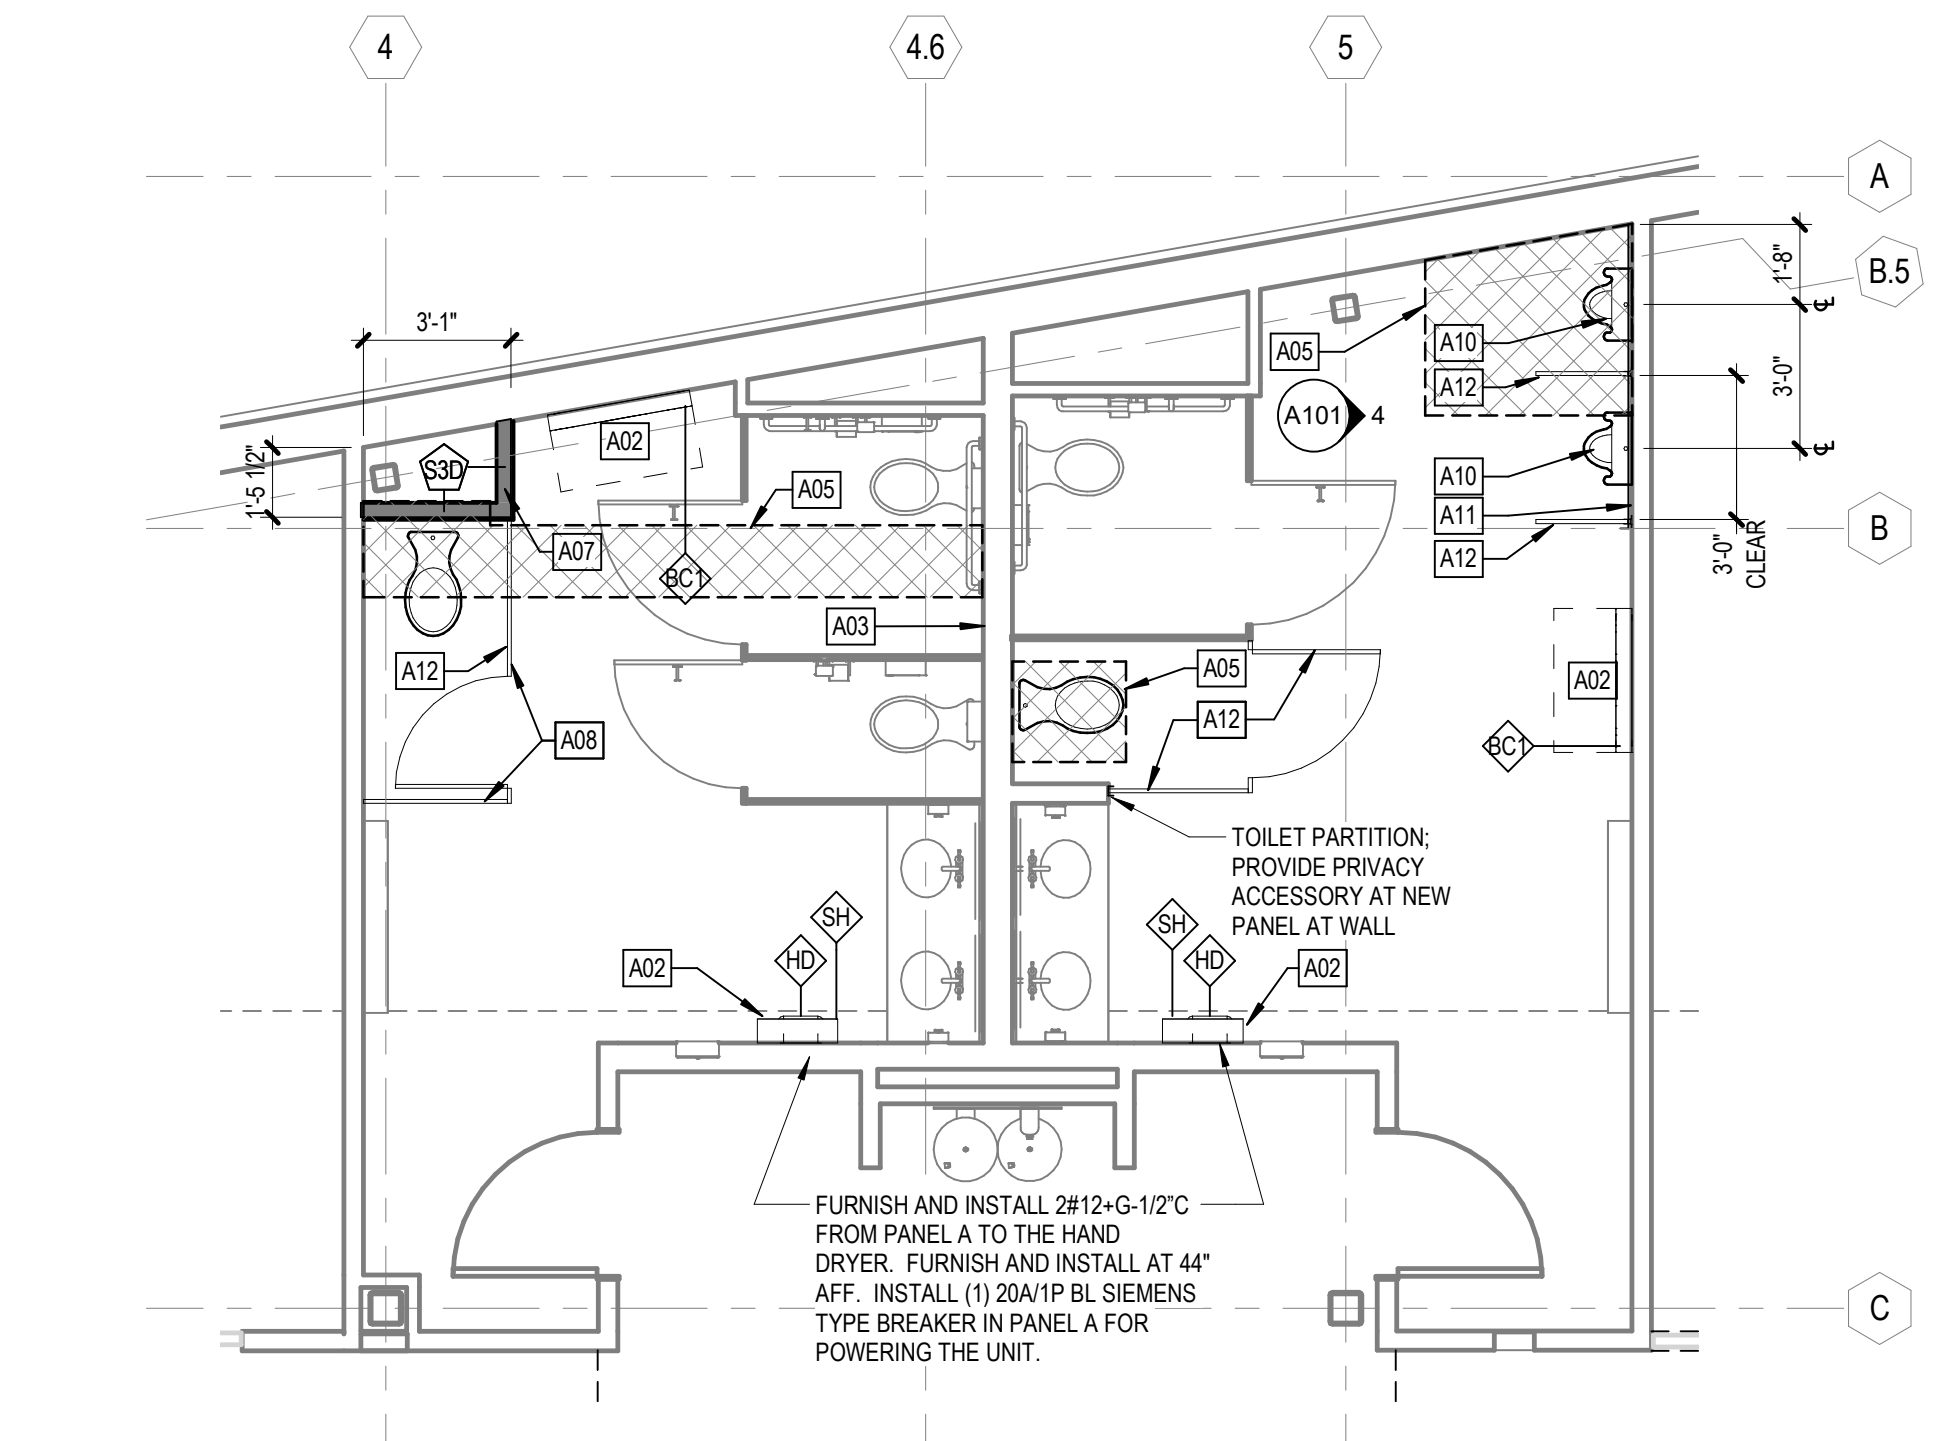 4
4.6
5
A
B.5
1'-8"
℄
3'-0"
℄
3'-1"
A05
A10
A12
A101
4
A02
S3D
1'-5 1/2"
A05
A10
A11
A12
B
3'-0"
CLEAR
A07
BC1
A03
A12
A05
A02
A12
A08
BC1
TOILET PARTITION;
PROVIDE PRIVACY
ACCESSORY AT NEW
PANEL AT WALL
SH
HD
A02
SH
HD
A02
FURNISH AND INSTALL 2#12+G-1/2"C
FROM PANEL A TO THE HAND
DRYER. FURNISH AND INSTALL AT 44"
AFF. INSTALL (1) 20A/1P BL SIEMENS
TYPE BREAKER IN PANEL A FOR
POWERING THE UNIT.
C